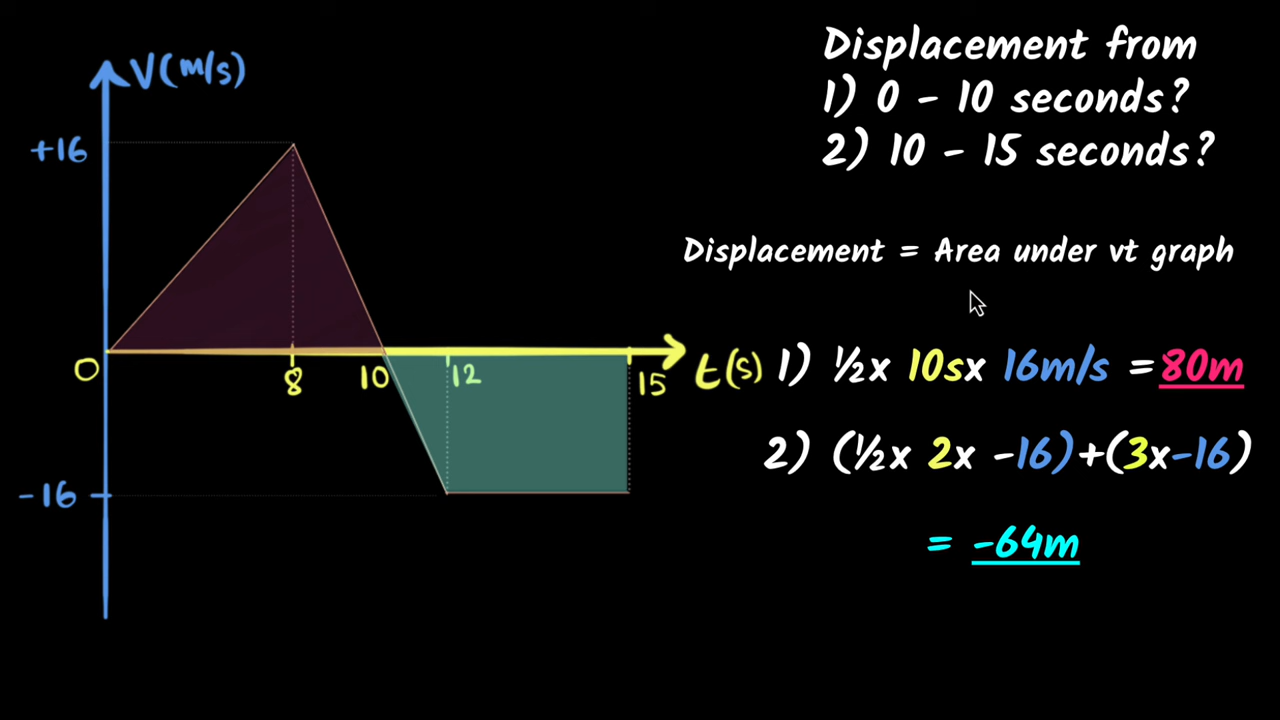 Displacement from
1) 0 - 10 seconds?
2) 10 - 15 seconds?
V(m/s)
+16
Displacement = Area under vt graph
0
8
10
12
15
t(s)
1) ½x 10sx 16m/s =80m
2) (½x 2x -16)+(3x-16)
-16
= -64m